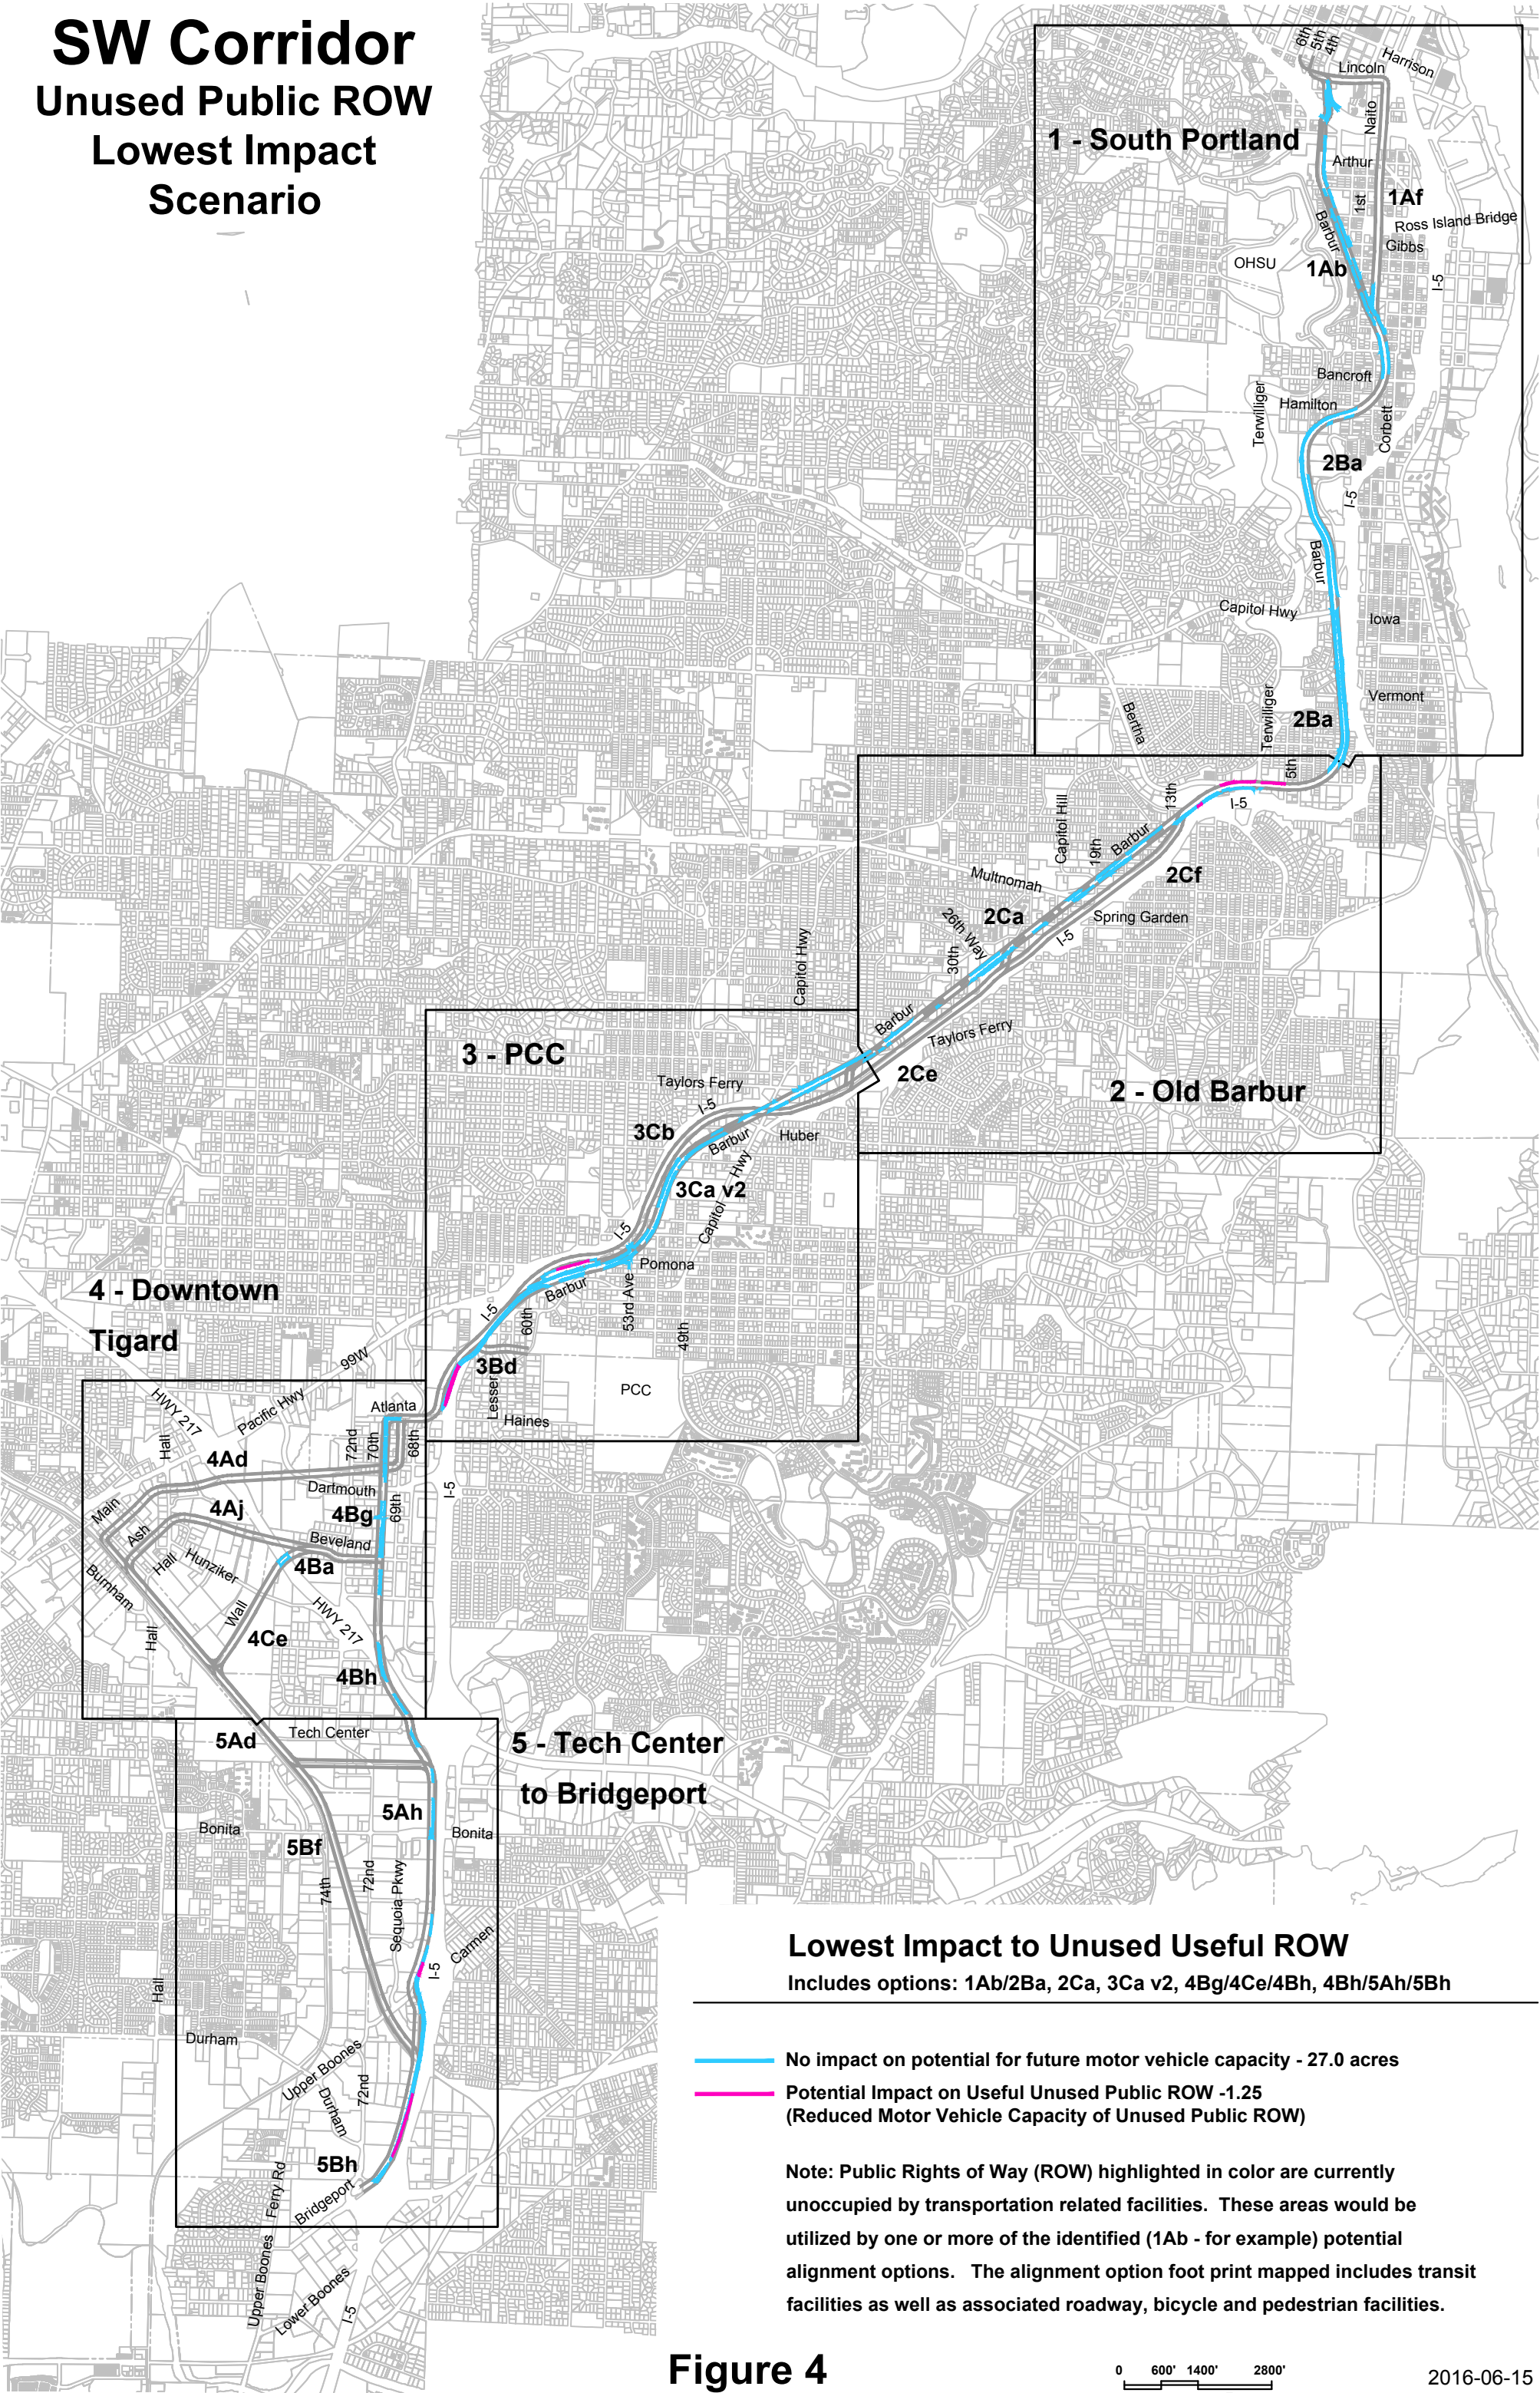 SW Corridor
Unused Public ROW
Lowest Impact
Scenario
1 - South Portland
6th
5th
4th
Lincoln
Harrison
Naito
Arthur
1st
1Af
Barbur
Ross Island Bridge
Gibbs
OHSU
1Ab
I-5
Bancroft
Terwilliger
Hamilton
Corbett
2Ba
I-5
Barbur
Capitol Hwy
Iowa
Vermont
Bertha
Terwilliger
2Ba
5th
13th
I-5
Capitol Hill
19th
Barbur
Multnomah
2Cf
2Ca
26th Way
Spring Garden
I-5
30th
Capitol Hwy
Barbur
Taylors Ferry
2Ce
2 - Old Barbur
3 - PCC
Taylors Ferry
I-5
3Cb
Barbur
Huber
3Ca v2
Capitol Hwy
I-5
Pomona
Barbur
53rd Ave
I-5
60th
49th
3Bd
Lesser
PCC
Haines
4 - Downtown
Tigard
99W
HWY 217
Pacific Hwy
Atlanta
Hall
72nd
70th
68th
4Ad
Dartmouth
I-5
Main
4Aj
4Bg
69th
Ash
Beveland
Hall
Hunziker
4Ba
Burnham
Wall
HWY 217
Hall
4Ce
4Bh
5Ad
Tech Center
5 - Tech Center
to Bridgeport
5Ah
Bonita
Bonita
5Bf
72nd
74th
Sequoia Pkwy
Carmen
I-5
Hall
Durham
Upper Boones
72nd
Durham
5Bh
Bridgeport
Upper Boones Ferry Rd
Lower Boones
I-5
Lowest Impact to Unused Useful ROW
Includes options: 1Ab/2Ba, 2Ca, 3Ca v2, 4Bg/4Ce/4Bh, 4Bh/5Ah/5Bh
No impact on potential for future motor vehicle capacity - 27.0 acres
Potential Impact on Useful Unused Public ROW -1.25
(Reduced Motor Vehicle Capacity of Unused Public ROW)
Note: Public Rights of Way (ROW) highlighted in color are currently
unoccupied by transportation related facilities. These areas would be
utilized by one or more of the identified (1Ab - for example) potential
alignment options. The alignment option foot print mapped includes transit
facilities as well as associated roadway, bicycle and pedestrian facilities.
Figure 4
0 600' 1400' 2800'
2016-06-15